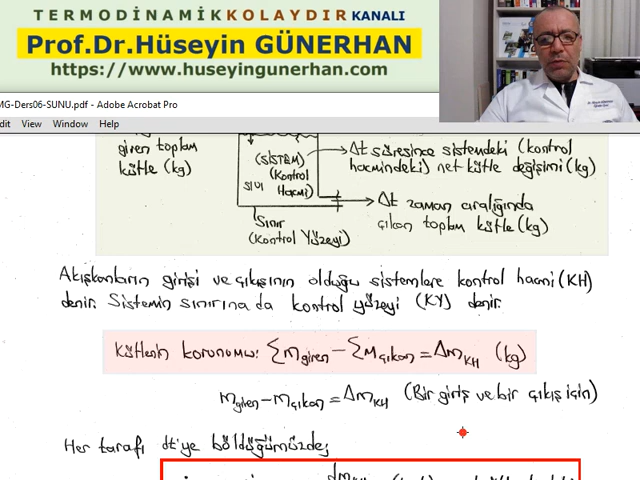 TERMODİNAMİK KOLAYDIR KANALI
Prof.Dr.Hüseyin GÜNERHAN
https://www.huseyingunerhan.com
MG-Ders06-SUNU.pdf - Adobe Acrobat Pro
dit View Window Help
giren toplam
kütle (kg)
(SİSTEM)
(Kontrol
Hacmi)
SIVI
Δt süresince sistemdeki (kontrol
hacmindeki) net kütle değişimi (kg)
Δt zaman aralığında
çıkan toplam kütle (kg)
Sınır
(Kontrol Yüzeyi)
Akışkanların girişi ve çıkışının olduğu sistemlere kontrol hacmi (KH)
denir. Sistemin sınırına da kontrol yüzeyi (KY) denir.
Kütlenin korunumu: Σm giren - Σm çıkan = Δm KH (kg)
m giren - m çıkan = Δm KH (Bir giriş ve bir çıkış için)
Her tarafı dt'ye böldüğümüzde;